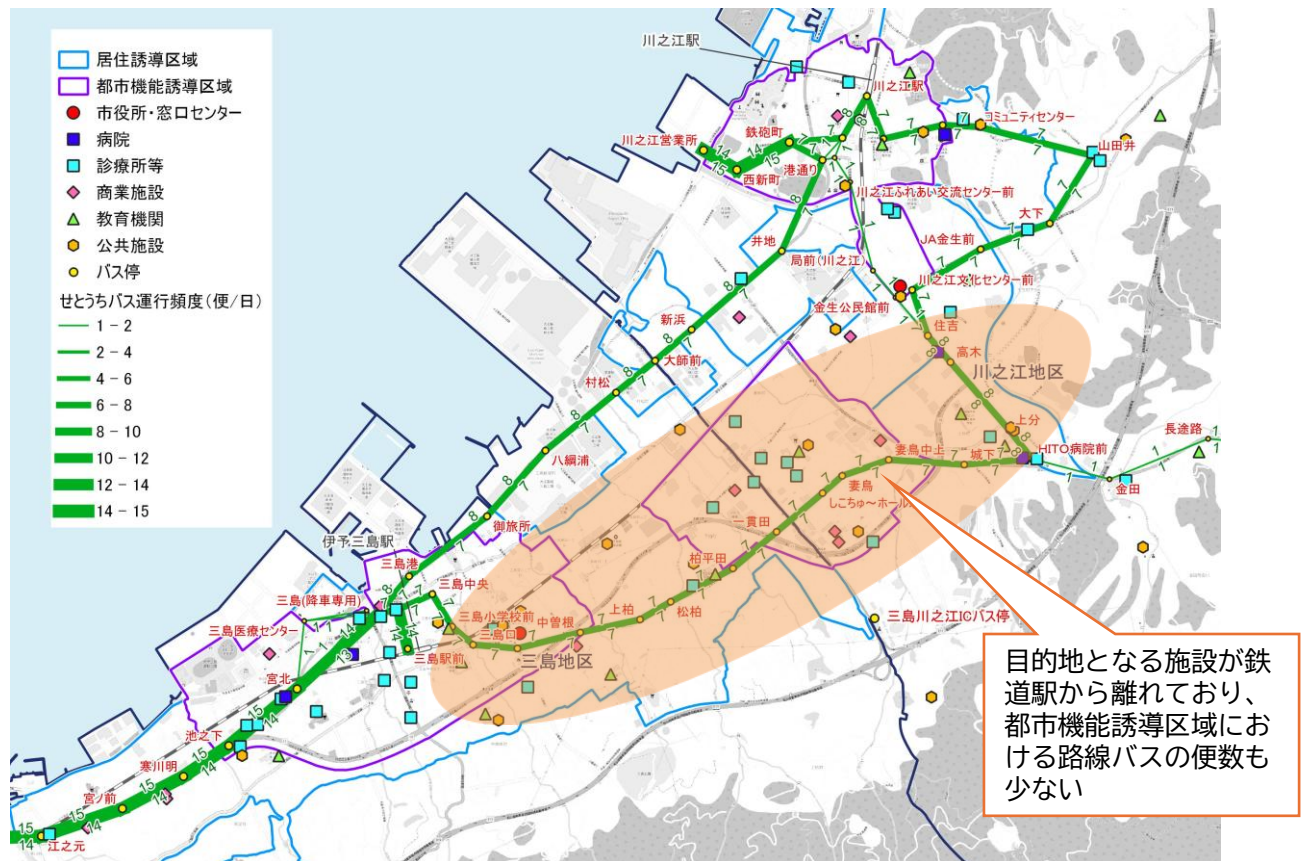 居住誘導区域
都市機能誘導区域
市役所・窓口センター
病院
診療所等
商業施設
教育機関
公共施設
バス停
せとうちバス運行頻度(便/日)
1 - 2
2 - 4
4 - 6
6 - 8
8 - 10
10 - 12
12 - 14
14 - 15
川之江駅
川之江駅
コミュニティセンター
鉄砲町
川之江営業所
山田井
港通り
西新町
川之江ふれあい交流センター前
大下
井地
JA金生前
局前(川之江)
川之江文化センター前
金生公民館前
新浜
住吉
大師前
高木
川之江地区
村松
上分
長途路
妻鳥中上
城下
HITO病院前
八綱浦
妻鳥
金田
しこちゅ～ホール
御旅所
一貫田
伊予三島駅
柏平田
三島港
三島中央
三島(降車専用)
松柏
三島小学校前
上柏
中曽根
三島医療センター
三島口
三島川之江ICバス停
三島駅前
三島地区
宮北
池之下
寒川明
宮ノ前
江之元
目的地となる施設が鉄
道駅から離れており、
都市機能誘導区域にお
ける路線バスの便数も
少ない